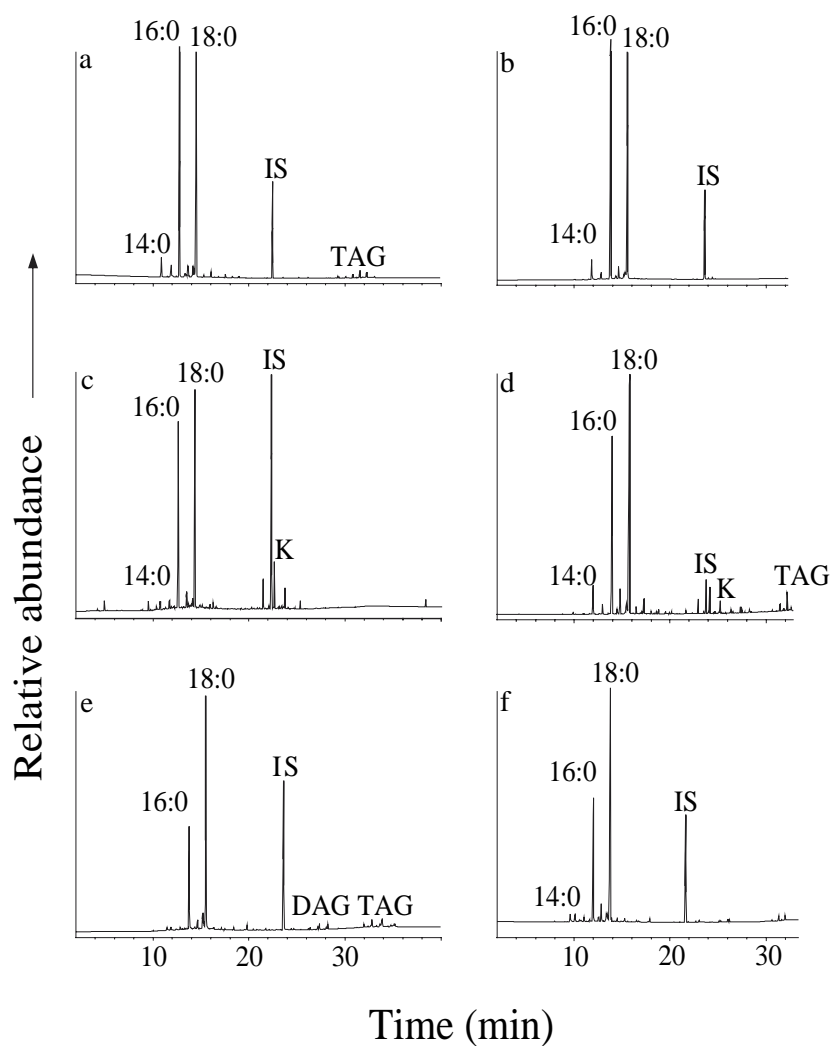 16:0
18:0
a
IS
14:0
TAG
16:0
18:0
b
IS
14:0
IS
18:0
c
16:0
K
14:0
18:0
d
16:0
IS
K
14:0
TAG
18:0
e
IS
16:0
DAG TAG
10 20 30
18:0
f
16:0
IS
14:0
10 20 30
Relative abundance
Time (min)